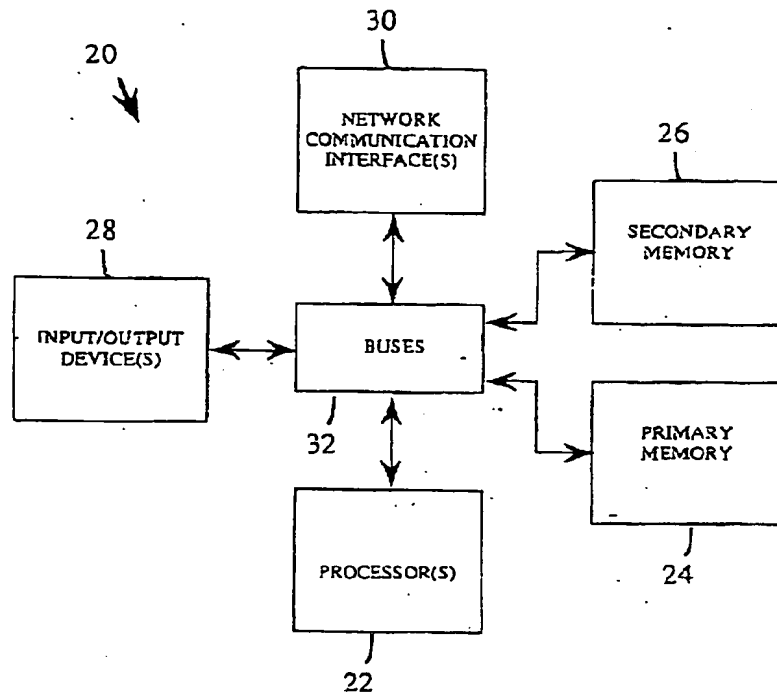 30
20
NETWORK
COMMUNICATION
INTERFACE(S)
26
28
SECONDARY
MEMORY
INPUT/OUTPUT
DEVICE(S)
BUSES
32
PRIMARY
MEMORY
PROCESSOR(S)
24
22